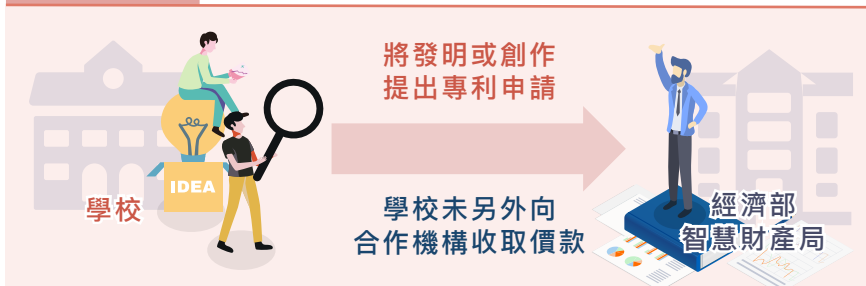 將發明或創作
提出專利申請
IDEA
學校
學校未另外向
合作機構收取價款
經濟部
智慧財產局